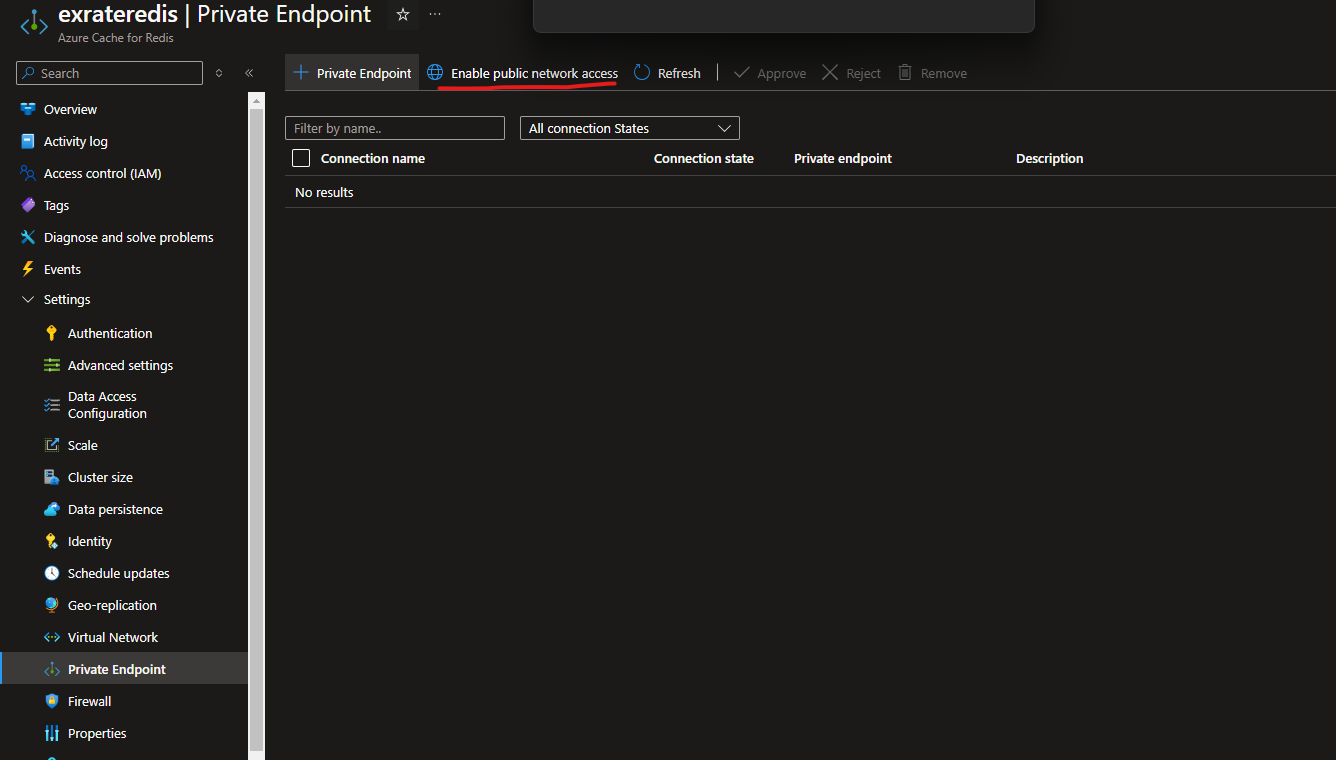 exrateredis | Private Endpoint
Azure Cache for Redis
Search
Overview
Activity log
Access control (IAM)
Tags
Diagnose and solve problems
Events
Settings
Authentication
Advanced settings
Data Access
Configuration
Scale
Cluster size
Data persistence
Identity
Schedule updates
Geo-replication
Virtual Network
Private Endpoint
Firewall
Properties
Private Endpoint Enable public network access Refresh Approve Reject Remove
Filter by name.. All connection States
Connection name Connection state Private endpoint Description
No results